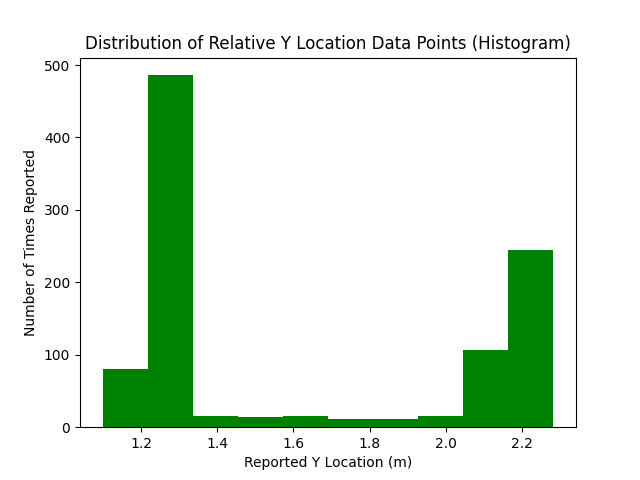 Distribution of Relative Y Location Data Points (Histogram)
500
400
300
200
100
0
Number of Times Reported
1.2 1.4 1.6 1.8 2.0 2.2
Reported Y Location (m)